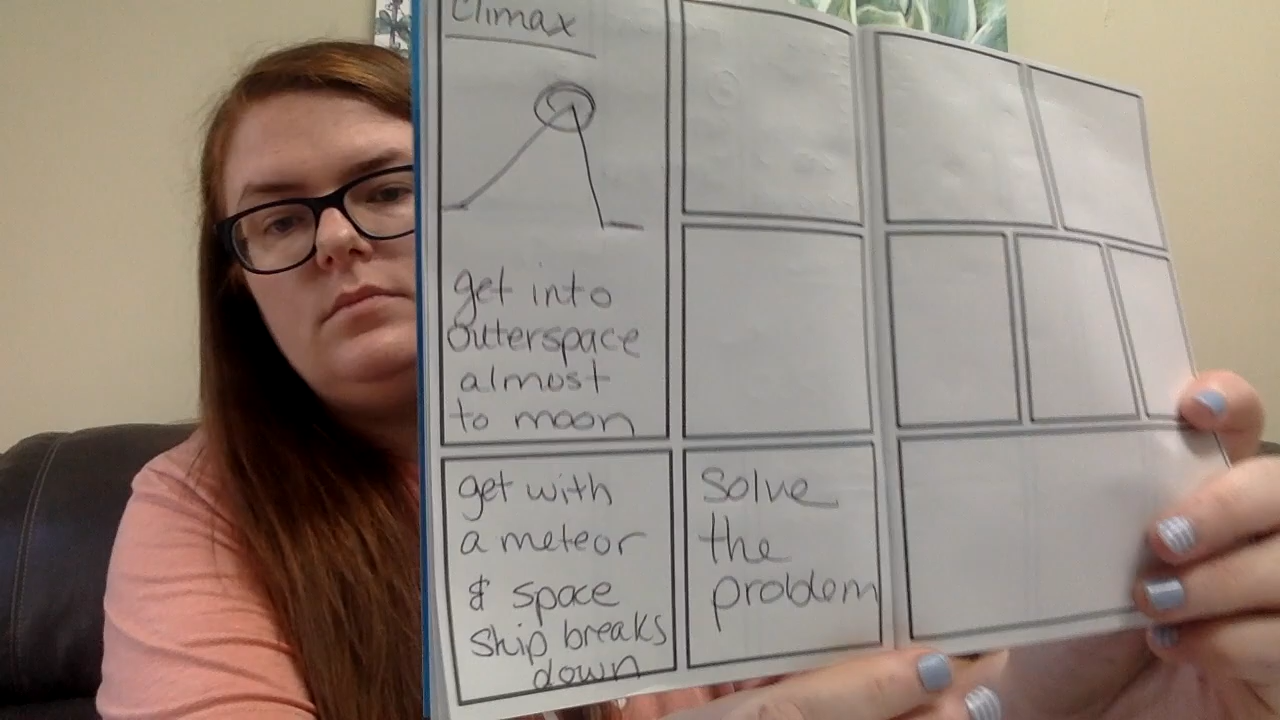 Climax
get into
outerspace
almost
to moon
get with
a meteor
& space
ship breaks
down
Solve
the
problem